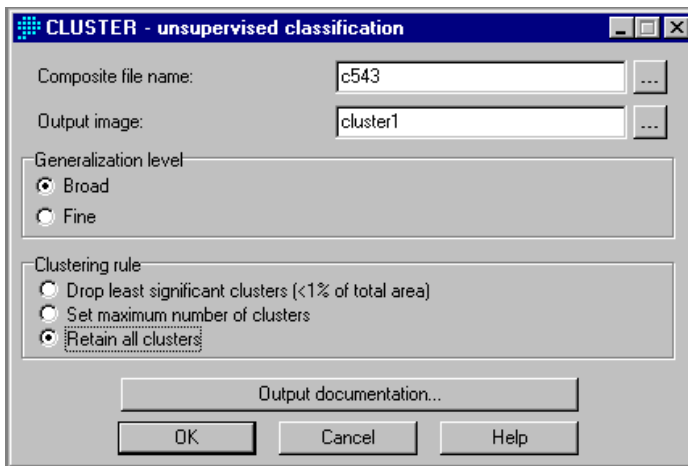 CLUSTER - unsupervised classification
Composite file name: c543 ...
Output image: cluster1 ...
Generalization level
Broad
Fine
Clustering rule
Drop least significant clusters (<1% of total area)
Set maximum number of clusters
Retain all clusters
Output documentation...
OK Cancel Help